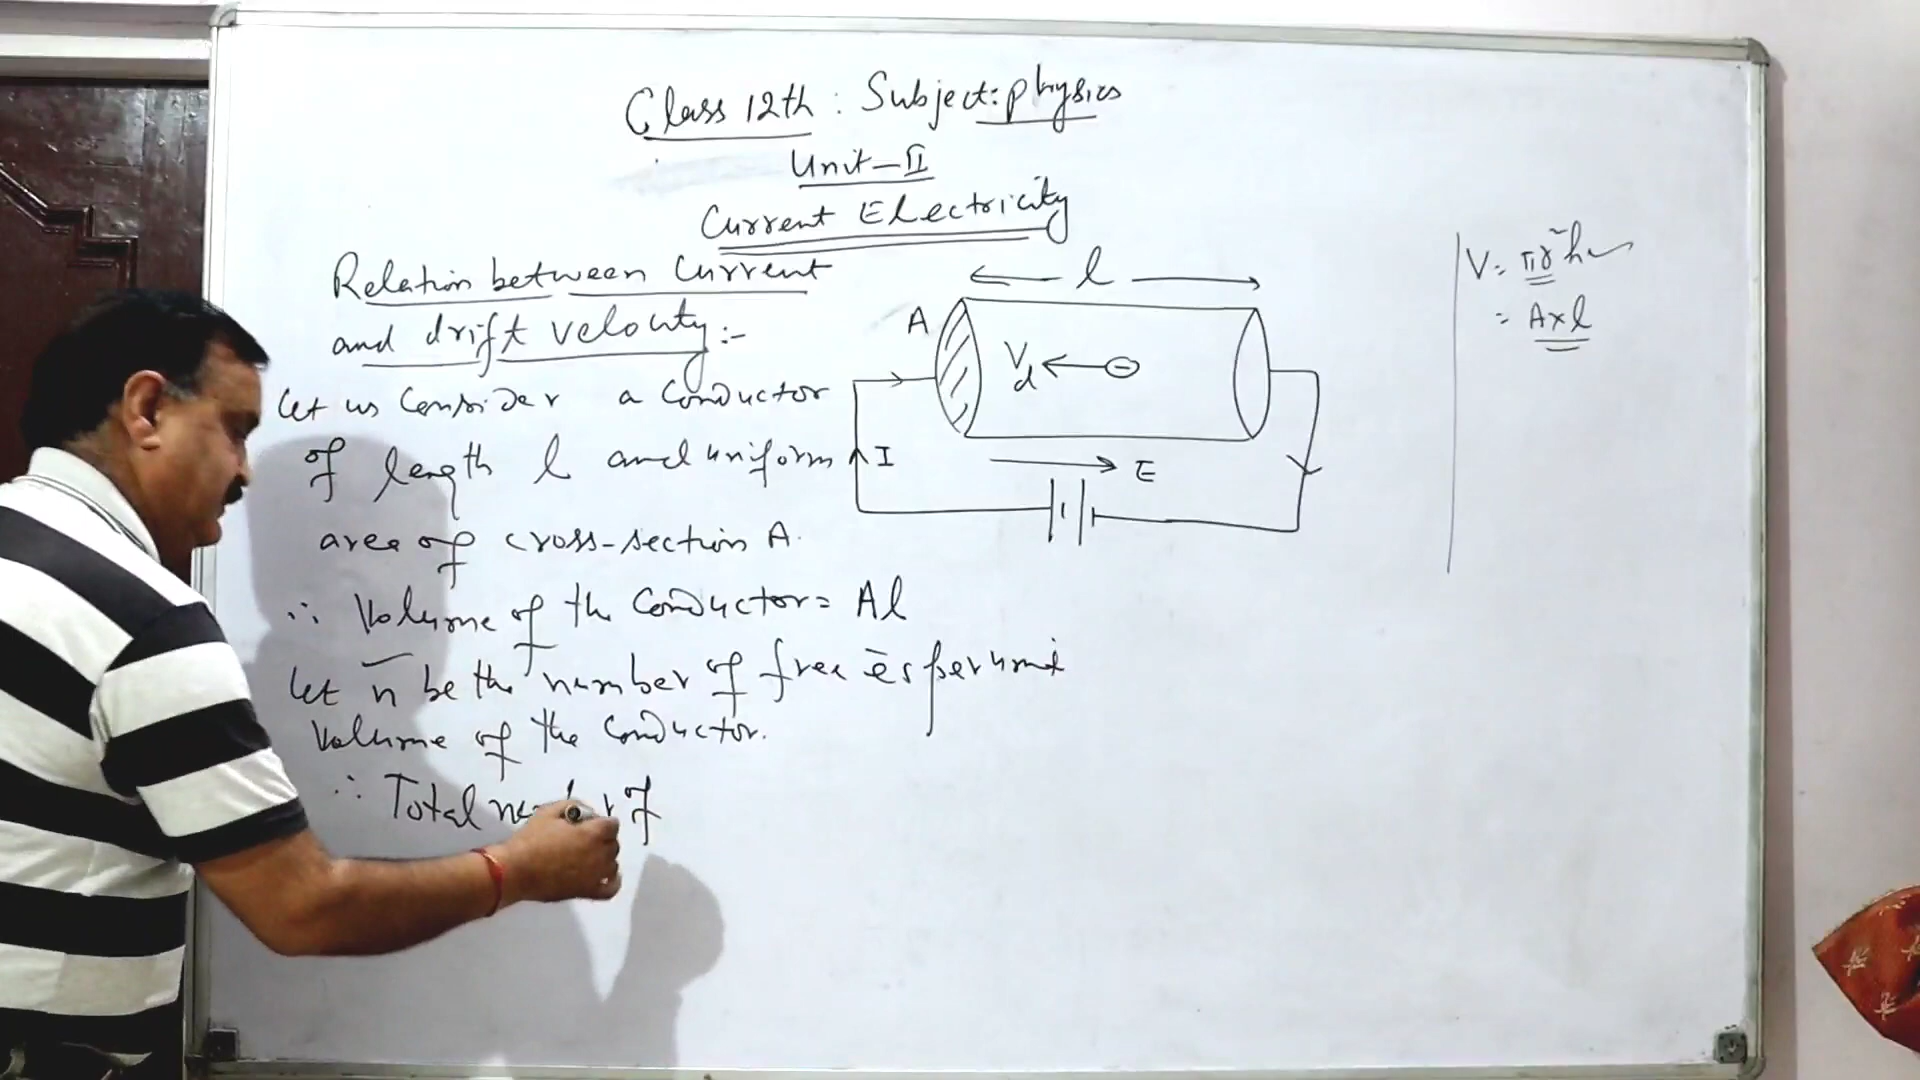 Class 12th : Subject: physics
Unit-II
Current Electricity
Relation between Current
and drift velocity :-
Let us Consider a Conductor
of length l and uniform
area of cross-section A.
∴ Volume of the Conductor = Al
Let n be the number of free ēs per unit
Volume of the Conductor.
∴ Total number of
l
A
Vd
I
E
V = πr²h
= A×l